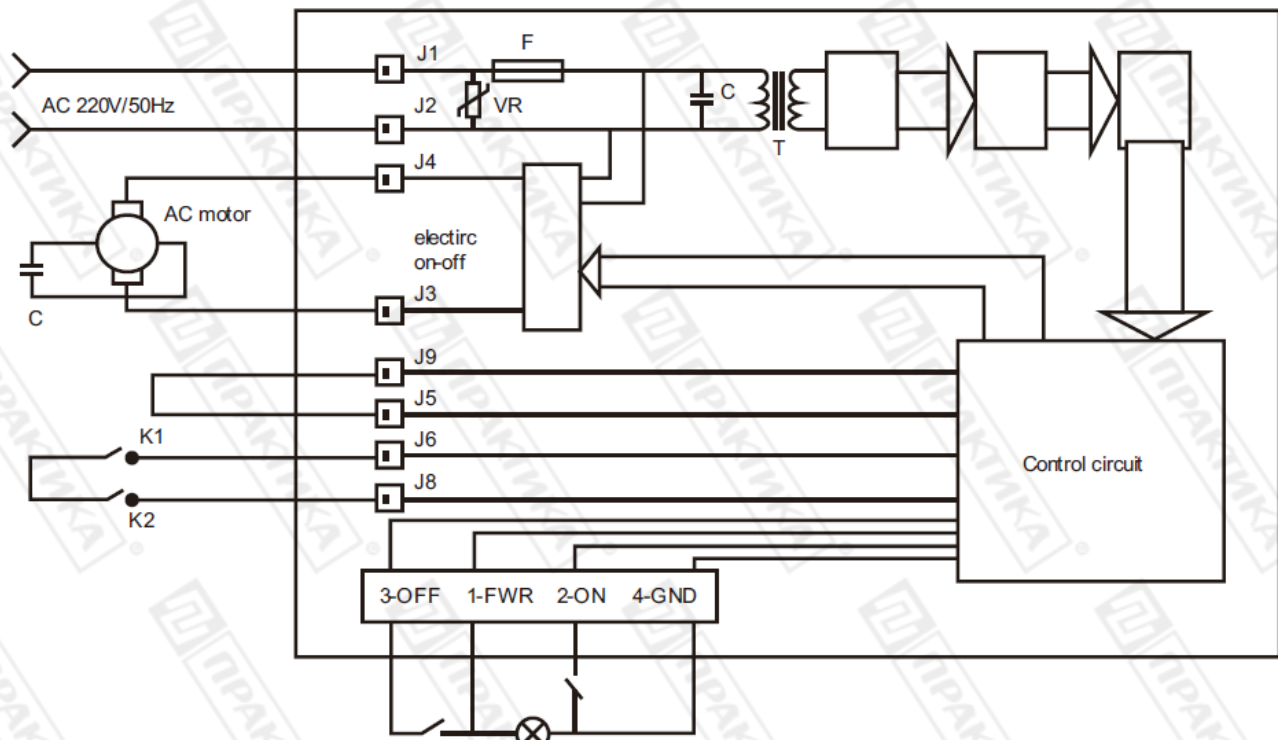 J1
F
AC 220V/50Hz
J2
VR
C
T
J4
AC motor
electirc
on-off
J3
C
J9
J5
K1
J6
Control circuit
J8
K2
3-OFF 1-FWR 2-ON 4-GND
ПРАКТИКА